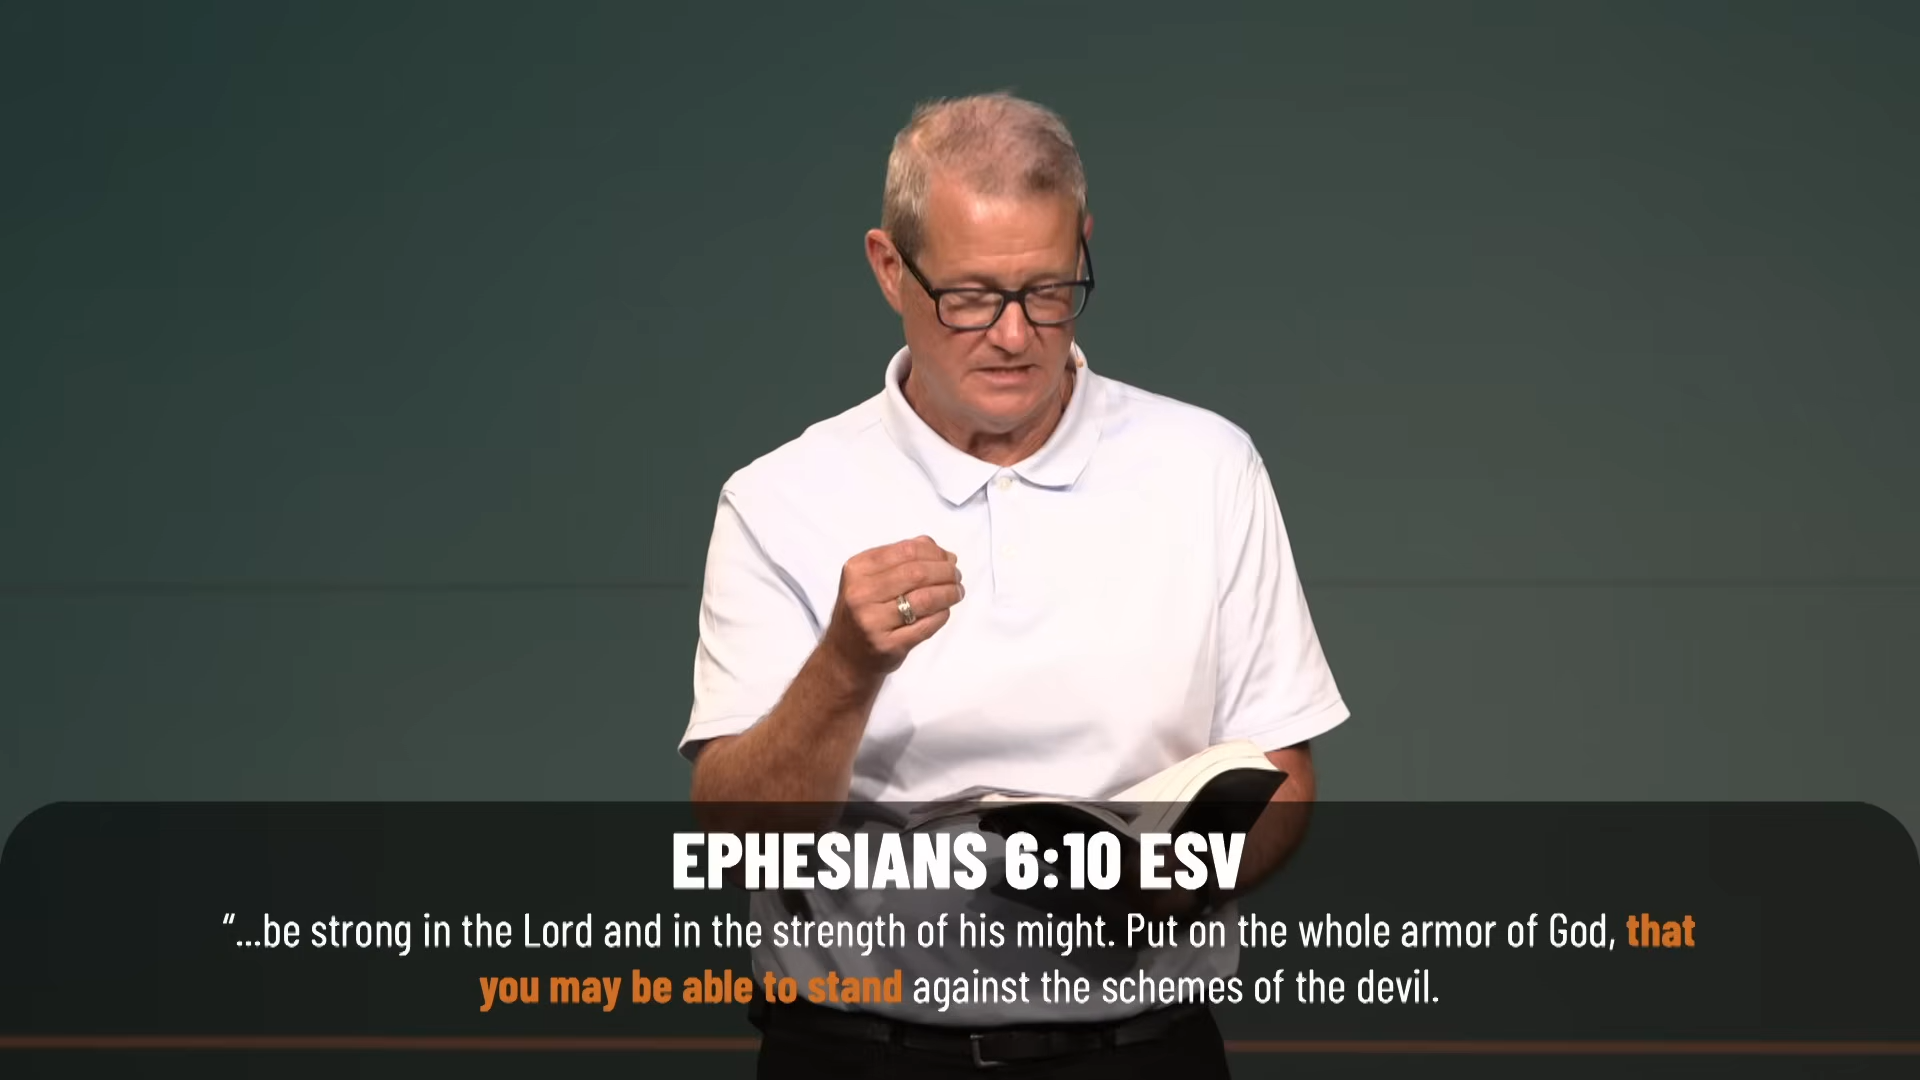 EPHESIANS 6:10 ESV
“...be strong in the Lord and in the strength of his might. Put on the whole armor of God, that
you may be able to stand against the schemes of the devil.